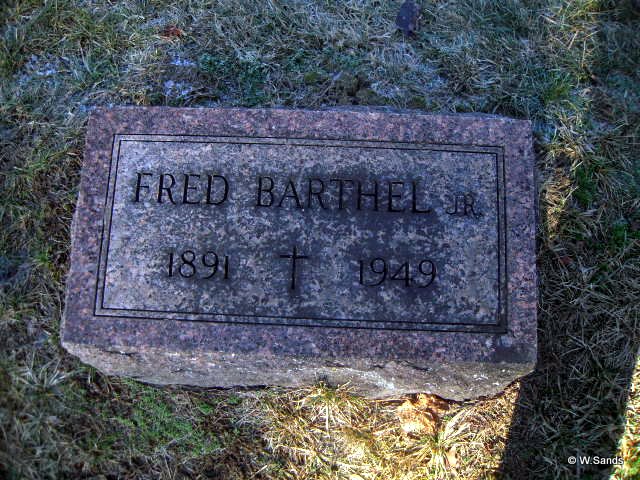 FRED BARTHEL JR.
1891 1949
© W.Sands